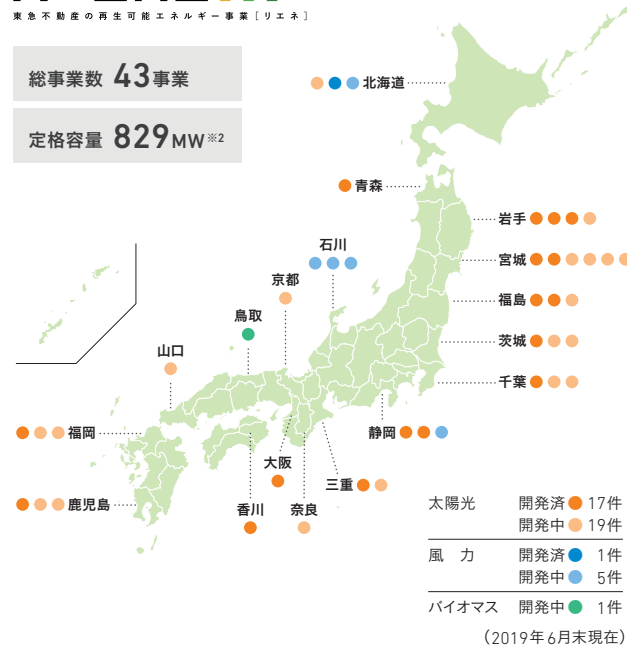 東急不動産の再生可能エネルギー事業［リエネ］
総事業数 43事業
定格容量 829MW※2
北海道
青森
岩手
石川
宮城
京都
福島
鳥取
茨城
山口
千葉
福岡
静岡
大阪
三重
鹿児島
香川
奈良
太陽光 開発済 17件
開発中 19件
風 力 開発済 1件
開発中 5件
バイオマス 開発中 1件
（2019年6月末現在）